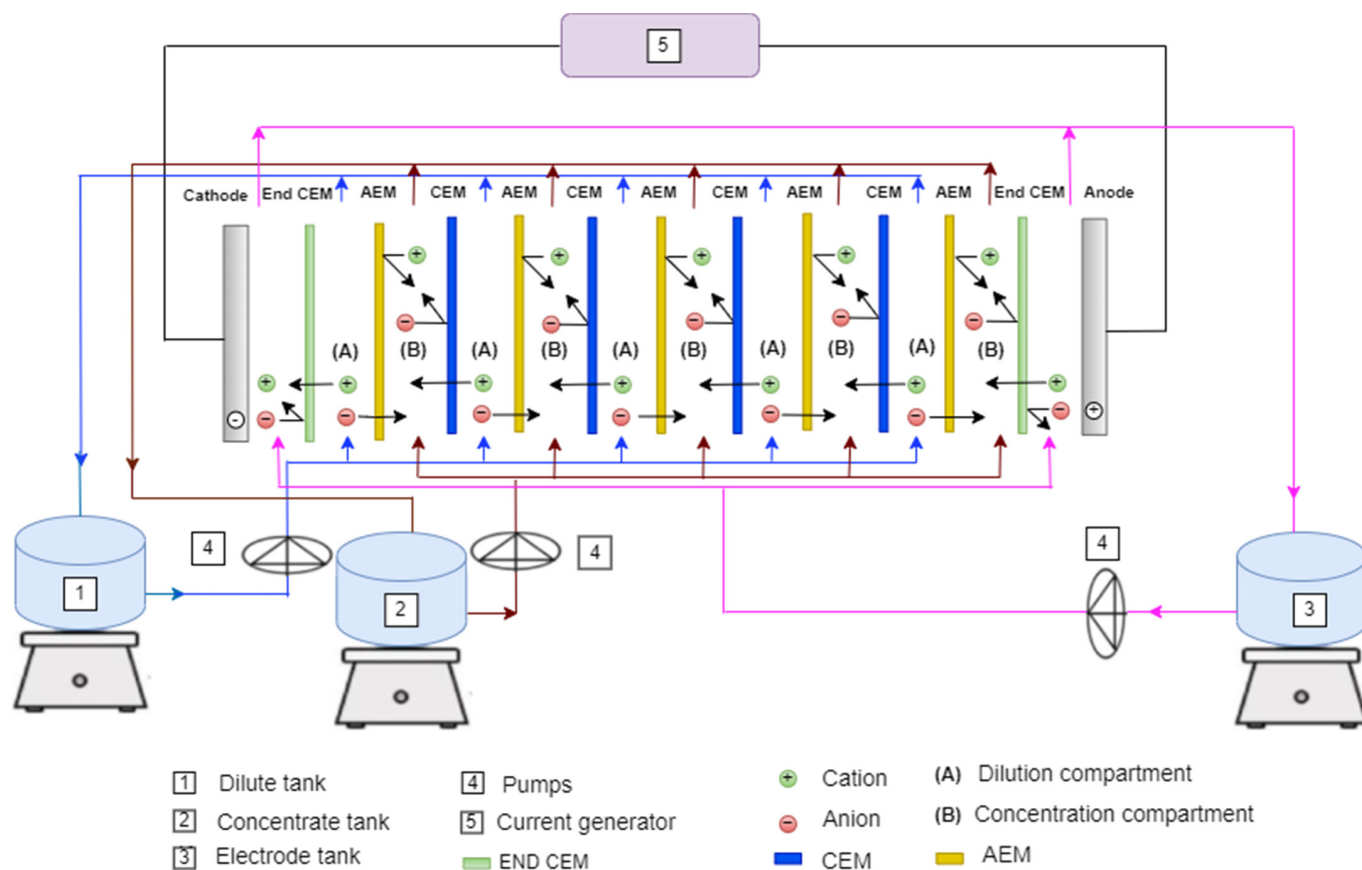 5
Cathode End CEM AEM CEM AEM CEM AEM CEM AEM CEM AEM End CEM Anode
+ + + + +
- - - - -
(A) (B) (A) (B) (A) (B) (A) (B) (A) (B)
+ + + + + + +
- - - - - - - - +
4 4 4
1 2 3
1 Dilute tank 4 Pumps + Cation (A) Dilution compartment
2 Concentrate tank 5 Current generator - Anion (B) Concentration compartment
3 Electrode tank END CEM CEM AEM